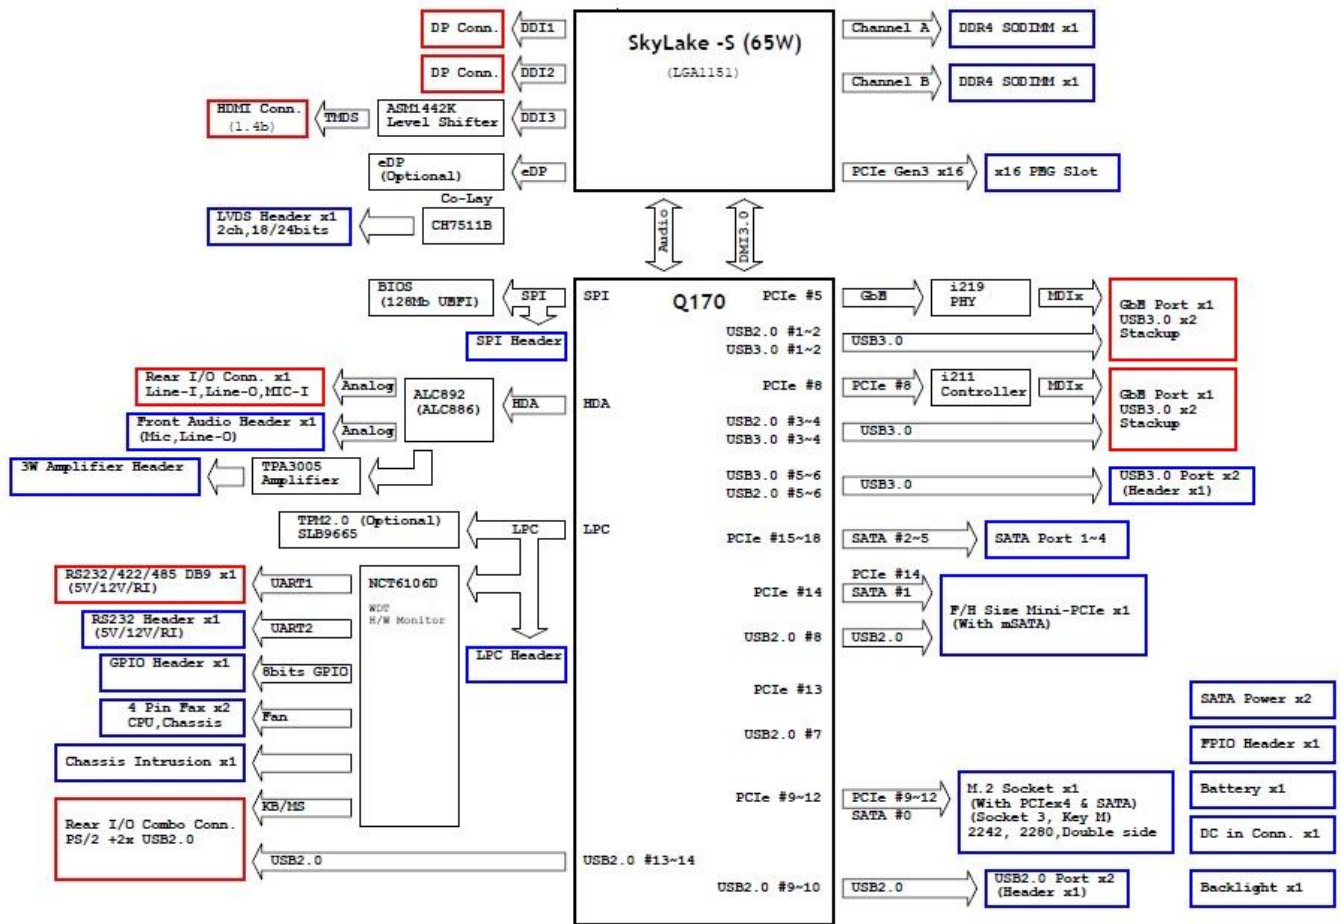 SkyLake -S (65W)
(LGA1151)
DP Conn.
DDI1
DP Conn.
DDI2
HDMI Conn.
(1.4b)
TMDS
ASM1442K
Level Shifter
DDI3
eDP
(Optional)
eDP
Co-Lay
LVDS Header x1
2ch,18/24bits
CH7511B
Channel A
DDR4 SODIMM x1
Channel B
DDR4 SODIMM x1
PCIe Gen3 x16
x16 PEG Slot
Audio
DMI3.0
Q170
BIOS
(128Mb UEFI)
SPI
SPI
SPI Header
Rear I/O Conn. x1
Line-I,Line-O,MIC-I
Analog
ALC892
(ALC886)
HDA
HDA
Front Audio Header x1
(Mic,Line-O)
Analog
3W Amplifier Header
TPA3005
Amplifier
TPM2.0 (Optional)
SLB9665
LPC
LPC
RS232/422/485 DB9 x1
(5V/12V/RI)
UART1
NCT6106D
WDT
H/W Monitor
RS232 Header x1
(5V/12V/RI)
UART2
LPC Header
GPIO Header x1
8bits GPIO
4 Pin Fax x2
CPU,Chassis
Fan
Chassis Intrusion x1
KB/MS
Rear I/O Combo Conn.
PS/2 +2x USB2.0
USB2.0
USB2.0 #13~14
PCIe #5
GbE
i219
PHY
MDIx
GbE Port x1
USB3.0 x2
Stackup
USB2.0 #1~2
USB3.0 #1~2
USB3.0
PCIe #8
PCIe #8
i211
Controller
MDIx
GbE Port x1
USB3.0 x2
Stackup
USB2.0 #3~4
USB3.0 #3~4
USB3.0
USB3.0 #5~6
USB2.0 #5~6
USB3.0
USB3.0 Port x2
(Header x1)
PCIe #15~18
SATA #2~5
SATA Port 1~4
PCIe #14
PCIe #14
SATA #1
F/H Size Mini-PCIe x1
(With mSATA)
USB2.0 #8
USB2.0
PCIe #13
USB2.0 #7
PCIe #9~12
PCIe #9~12
SATA #0
M.2 Socket x1
(With PCIex4 & SATA)
(Socket 3, Key M)
2242, 2280,Double side
USB2.0 #9~10
USB2.0
USB2.0 Port x2
(Header x1)
SATA Power x2
FPIO Header x1
Battery x1
DC in Conn. x1
Backlight x1